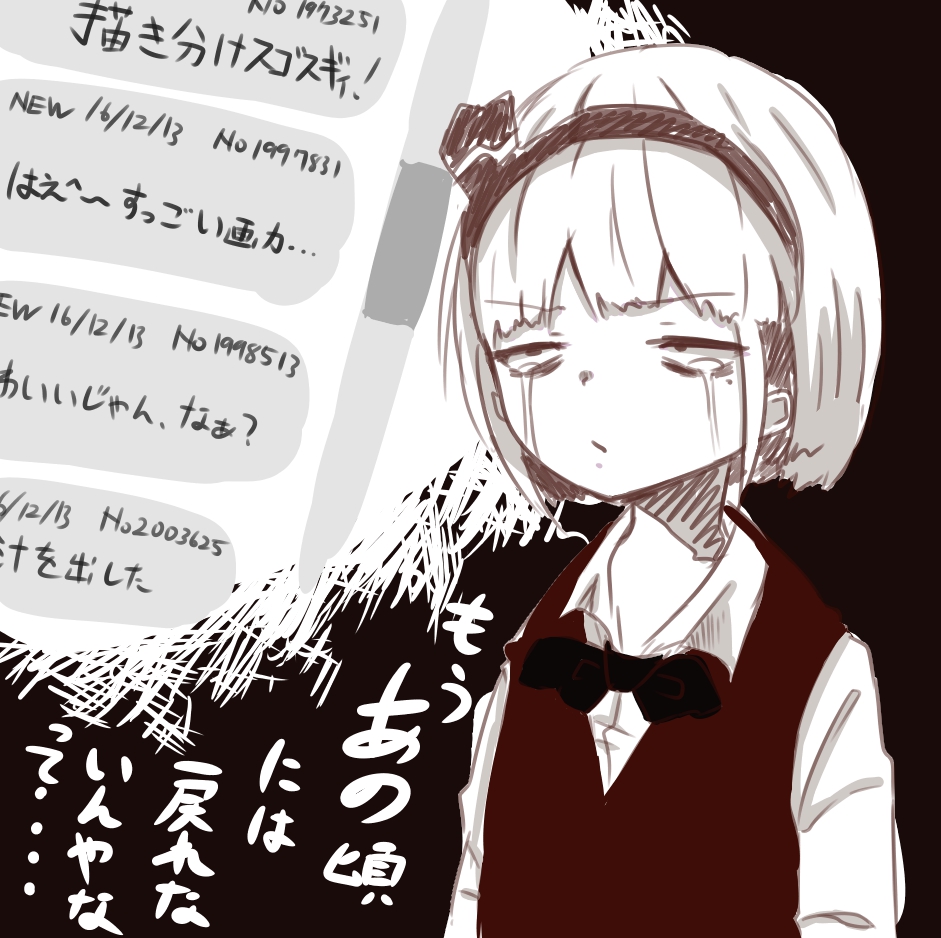 No 1973251
描き分けスゴスギィ!
NEW 16/12/13 No 1997831
はえ^~すっごい画力...
EW 16/12/13 No 1998513
わいいじゃん、なぁ?
6/12/13 No2003625
汁を出した
もう
あの頃
には
戻れな
いんやな
って....